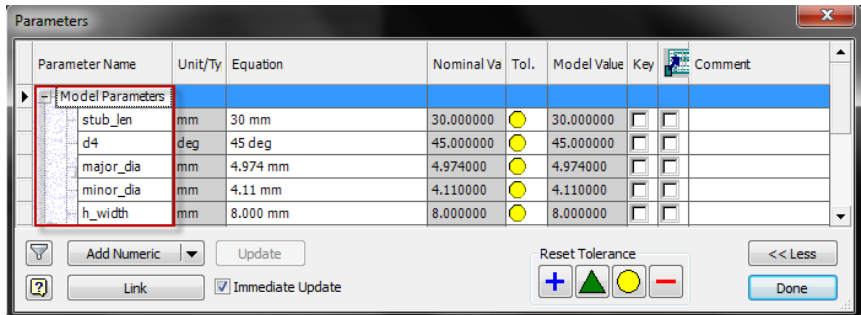 Parameters
Parameter Name Unit/Ty Equation Nominal Va Tol. Model Value Key Comment
Model Parameters
stub_len mm 30 mm 30.000000 30.000000
d4 deg 45 deg 45.000000 45.000000
major_dia mm 4.974 mm 4.974000 4.974000
minor_dia mm 4.11 mm 4.110000 4.110000
h_width mm 8.000 mm 8.000000 8.000000
Add Numeric Update Reset Tolerance << Less
Link Immediate Update Done